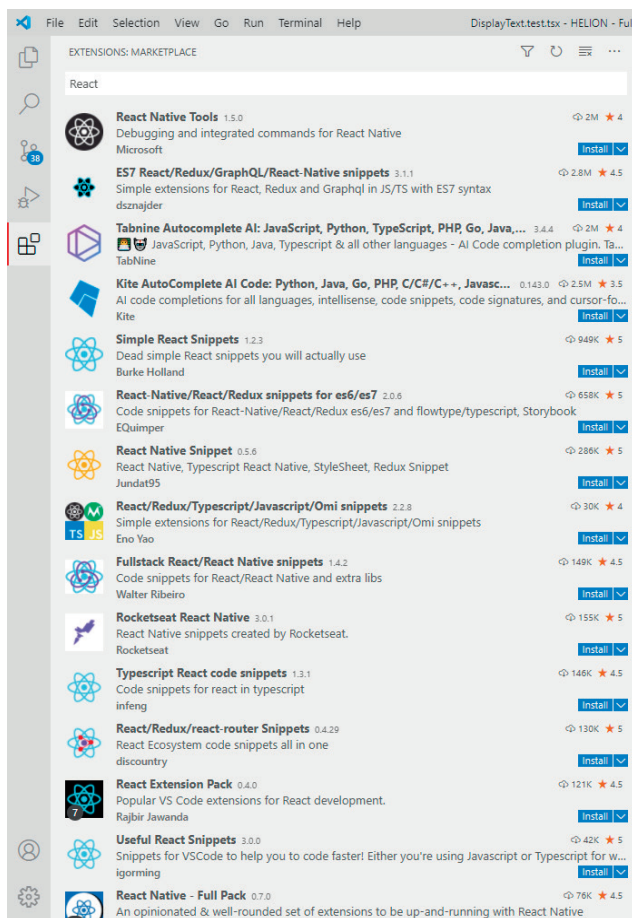 File Edit Selection View Go Run Terminal Help DisplayText.test.tsx - HELION - Ful
EXTENSIONS: MARKETPLACE
React
React Native Tools 1.5.0 2M 4
Debugging and integrated commands for React Native
Microsoft Install
38
ES7 React/Redux/GraphQL/React-Native snippets 3.1.1 2.8M 4.5
Simple extensions for React, Redux and Graphql in JS/TS with ES7 syntax
dsznajder Install
Tabnine Autocomplete AI: JavaScript, Python, TypeScript, PHP, Go, Java,... 3.4.4 2M 4
JavaScript, Python, Java, Typescript & all other languages - AI Code completion plugin. Ta...
TabNine Install
Kite AutoComplete AI Code: Python, Java, Go, PHP, C/C#/C++, Javasc... 0.143.0 2.5M 3.5
AI code completions for all languages, intellisense, code snippets, code signatures, and cursor-fo...
Kite Install
Simple React Snippets 1.2.3 949K 5
Dead simple React snippets you will actually use
Burke Holland Install
React-Native/React/Redux snippets for es6/es7 2.0.6 658K 5
Code snippets for React-Native/React/Redux es6/es7 and flowtype/typescript, Storybook
EQuimper Install
React Native Snippet 0.5.6 286K 5
React Native, Typescript React Native, StyleSheet, Redux Snippet
Jundat95 Install
React/Redux/Typescript/Javascript/Omi snippets 2.2.8 30K 4
Simple extensions for React/Redux/Typescript/Javascript/Omi snippets
TS JS
Eno Yao Install
Fullstack React/React Native snippets 1.4.2 149K 4.5
Code snippets for React/React Native and extra libs
Walter Ribeiro Install
Rocketseat React Native 3.0.1 155K 5
React Native snippets created by Rocketseat.
Rocketseat Install
Typescript React code snippets 1.3.1 146K 4.5
Code snippets for react in typescript
infeng Install
React/Redux/react-router Snippets 0.4.29 130K 5
React Ecosystem code snippets all in one
discountry Install
React Extension Pack 0.4.0 121K 4.5
Popular VS Code extensions for React development.
7
Rajbir Jawanda Install
Useful React Snippets 3.0.0 42K 5
Snippets for VSCode to help you to code faster! Either you're using Javascript or Typescript for w...
igorming Install
React Native - Full Pack 0.7.0 76K 4.5
An opinionated & well-rounded set of extensions to be up-and-running with React Native